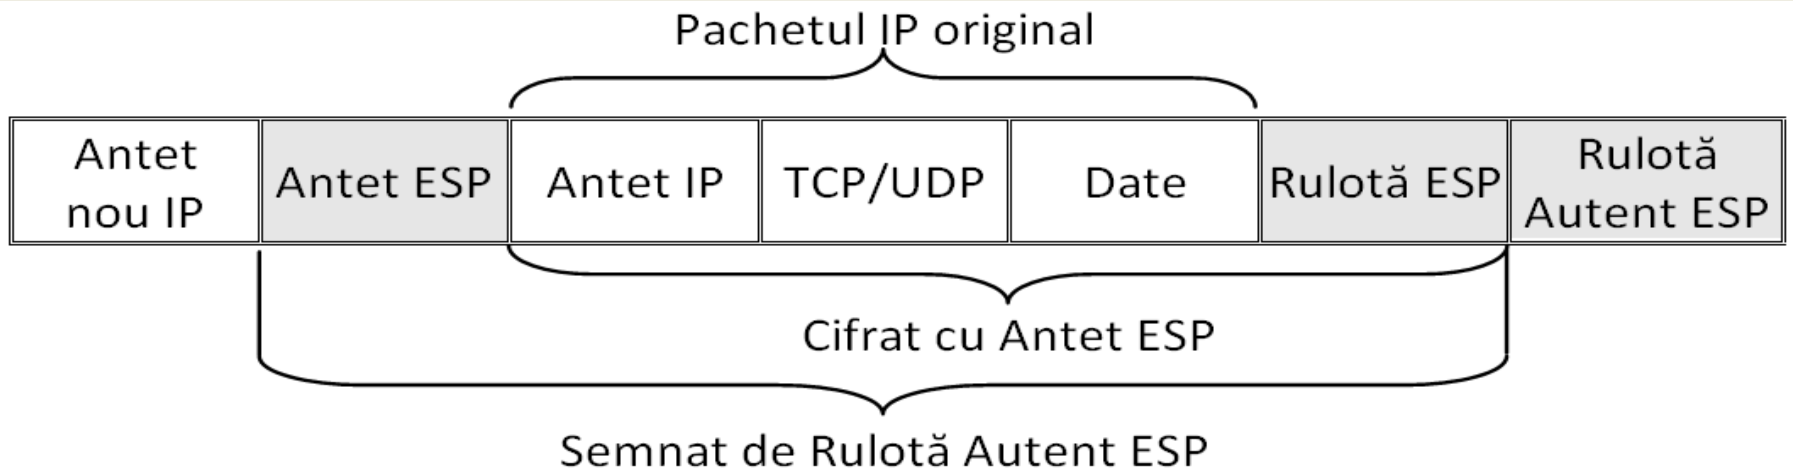 Pachetul IP original
Antet
nou IP
Antet ESP
Antet IP
TCP/UDP
Date
Rulotă ESP
Rulotă
Autent ESP
Cifrat cu Antet ESP
Semnat de Rulotă Autent ESP